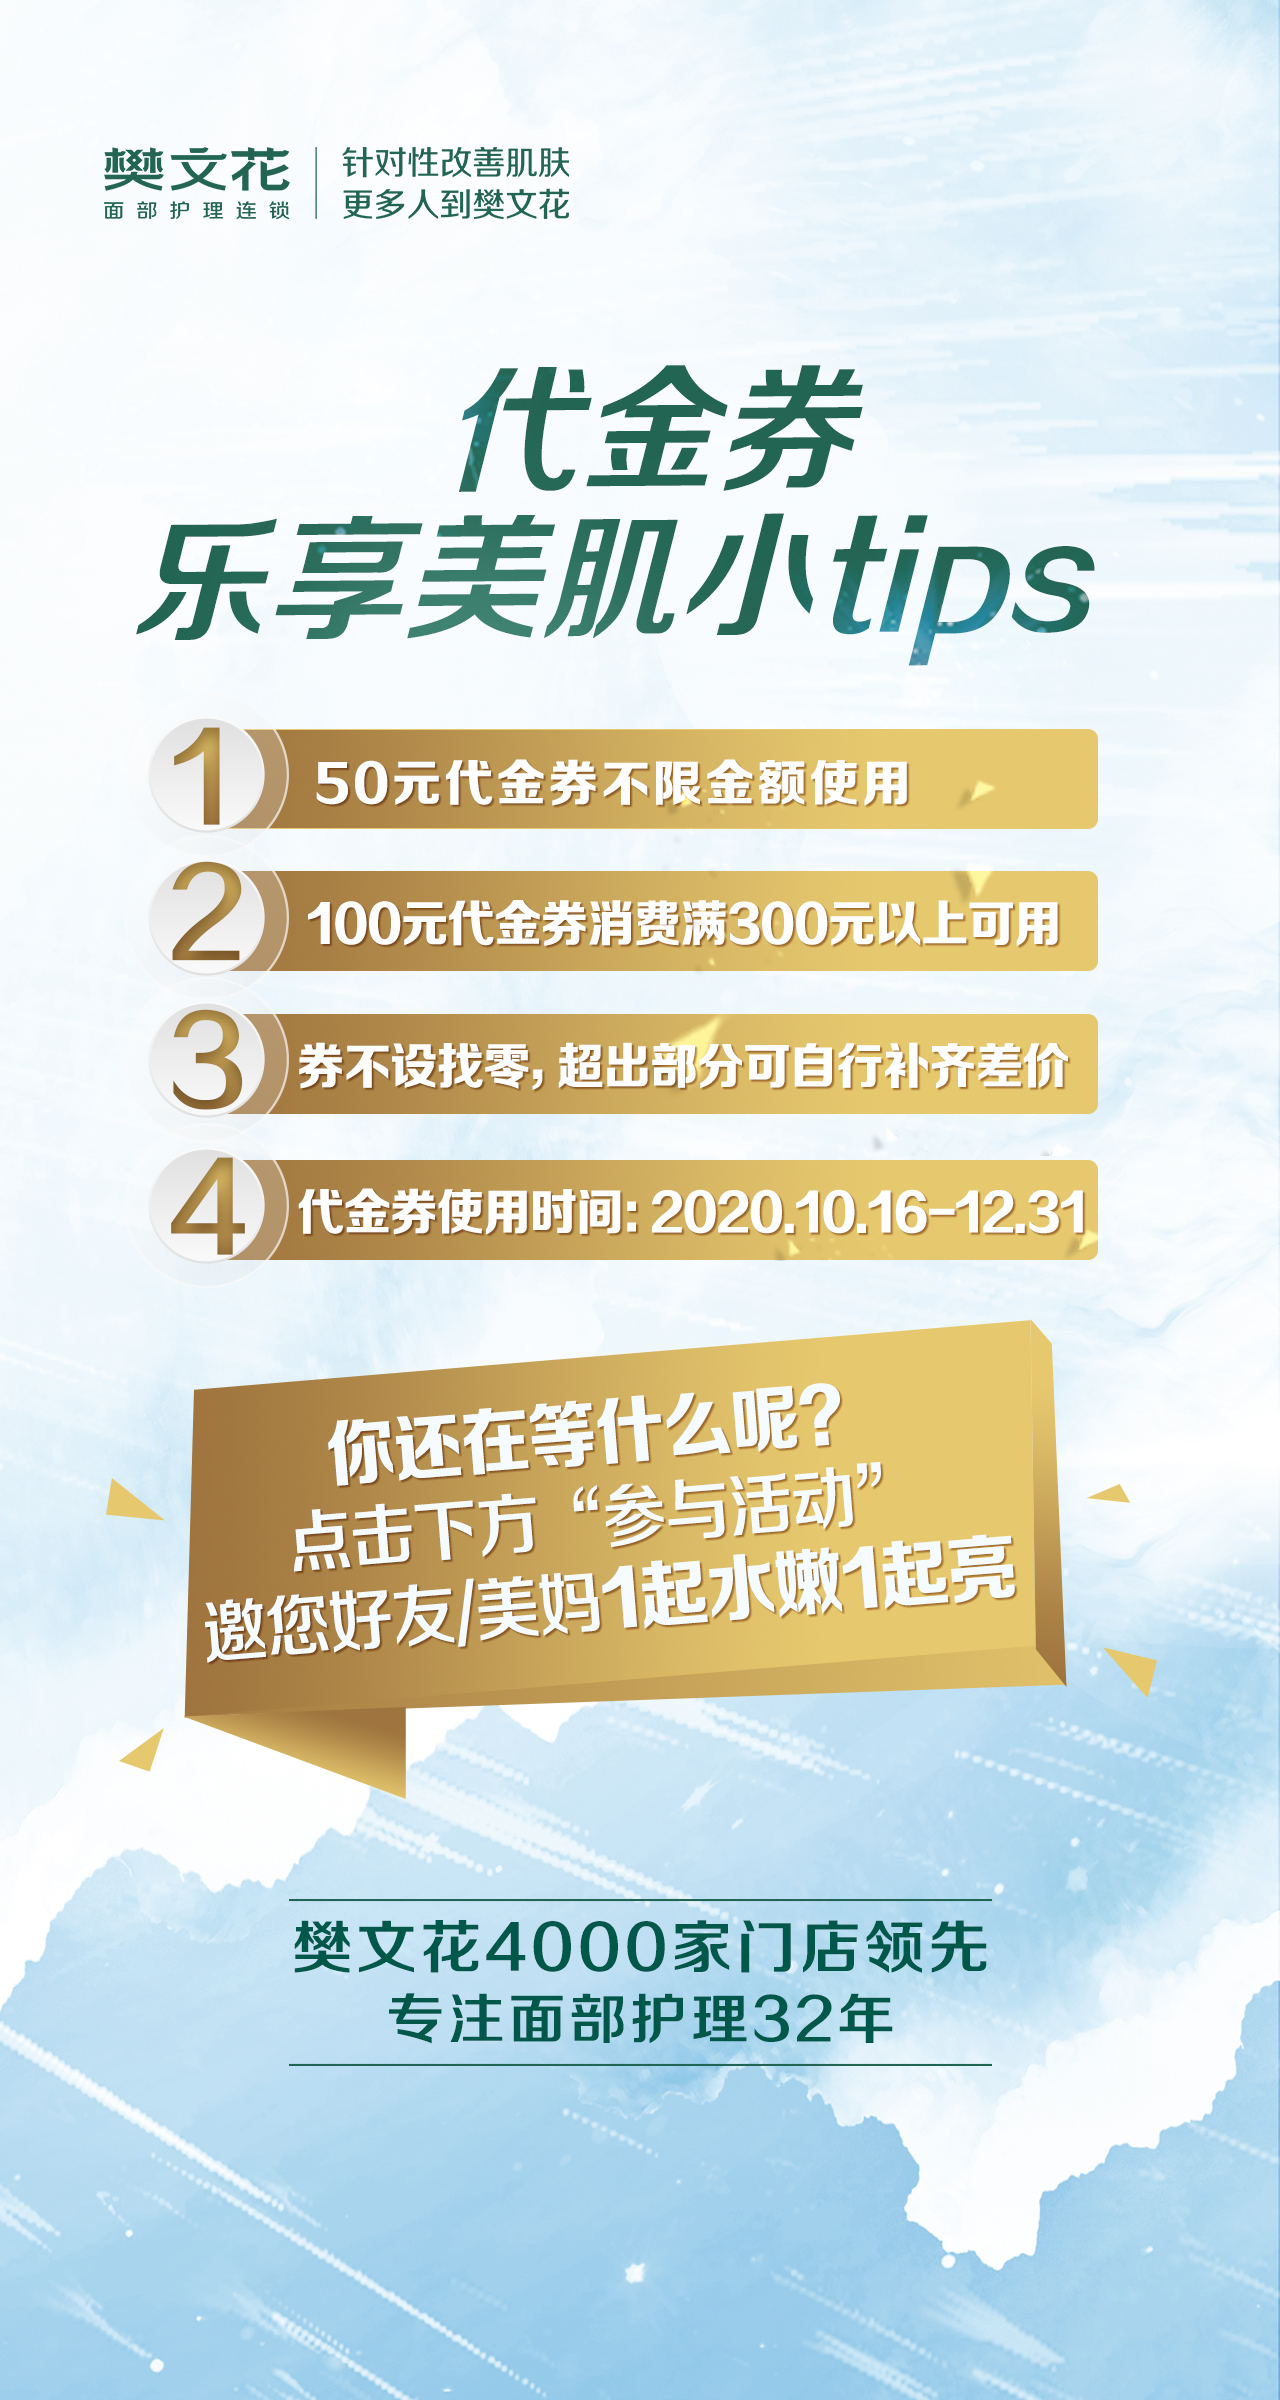 樊文花
面部护理连锁
针对性改善肌肤
更多人到樊文花
代金券
乐享美肌小tips
1
50元代金券不限金额使用
2
100元代金券消费满300元以上可用
3
券不设找零，超出部分可自行补齐差价
4
代金券使用时间：2020.10.16-12.31
你还在等什么呢？
点击下方“参与活动”
邀您好友/美妈1起水嫩1起亮
樊文花4000家门店领先
专注面部护理32年